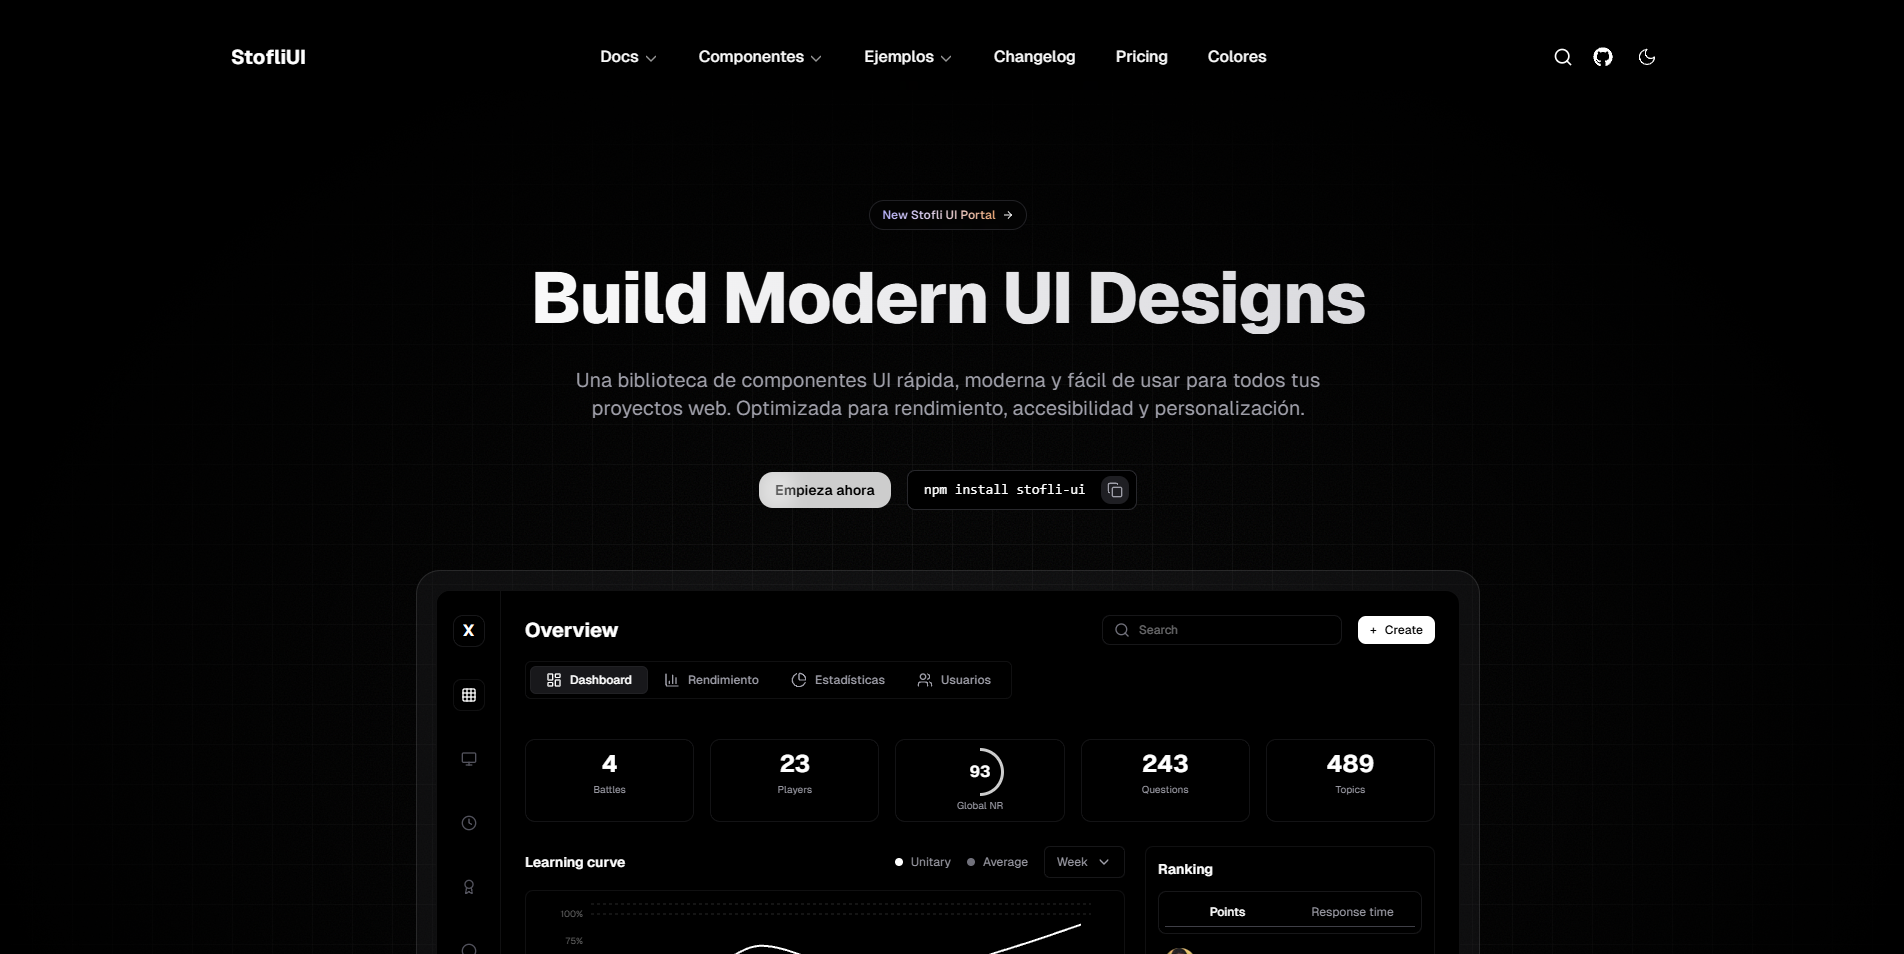 StofliUI
Docs
Componentes
Ejemplos
Changelog
Pricing
Colores
New Stofli UI Portal →
Build Modern UI Designs
Una biblioteca de componentes UI rápida, moderna y fácil de usar para todos tus
proyectos web. Optimizada para rendimiento, accesibilidad y personalización.
Empieza ahora
npm install stofli-ui
X
Overview
Search
+ Create
Dashboard
Rendimiento
Estadísticas
Usuarios
4
Battles
23
Players
93
Global NR
243
Questions
489
Topics
Learning curve
Unitary
Average
Week
100%
75%
Ranking
Points
Response time